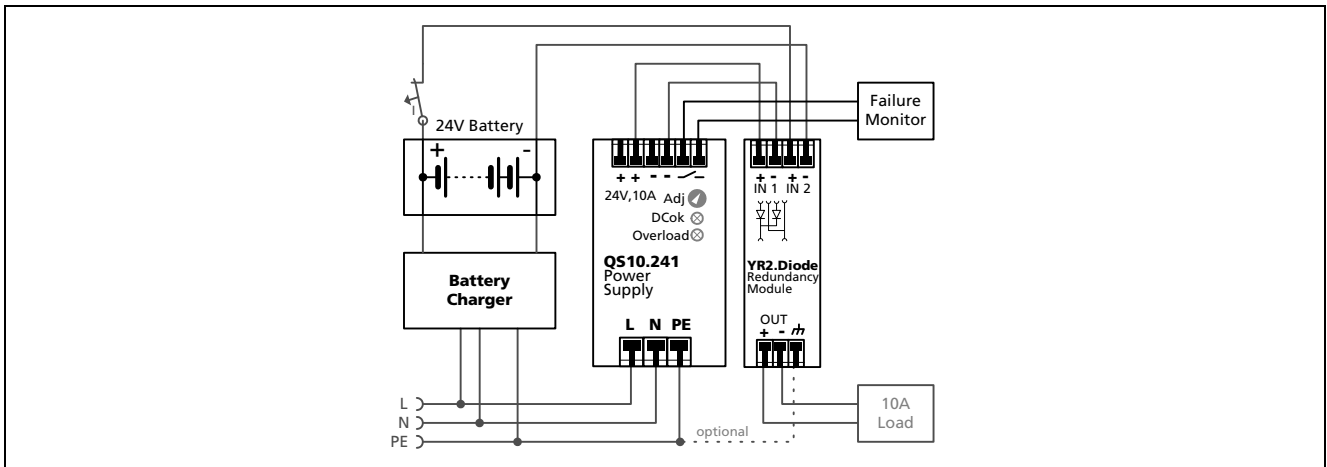 Failure
Monitor
24V Battery
+ -
+ + - -
24V,10A Adj
DCok
Overload
+ - + -
IN 1 IN 2
QS10.241
Power
Supply
YR2.Diode
Redundancy
Module
Battery
Charger
L N PE
OUT
+ -
L
N
PE
optional
10A
Load